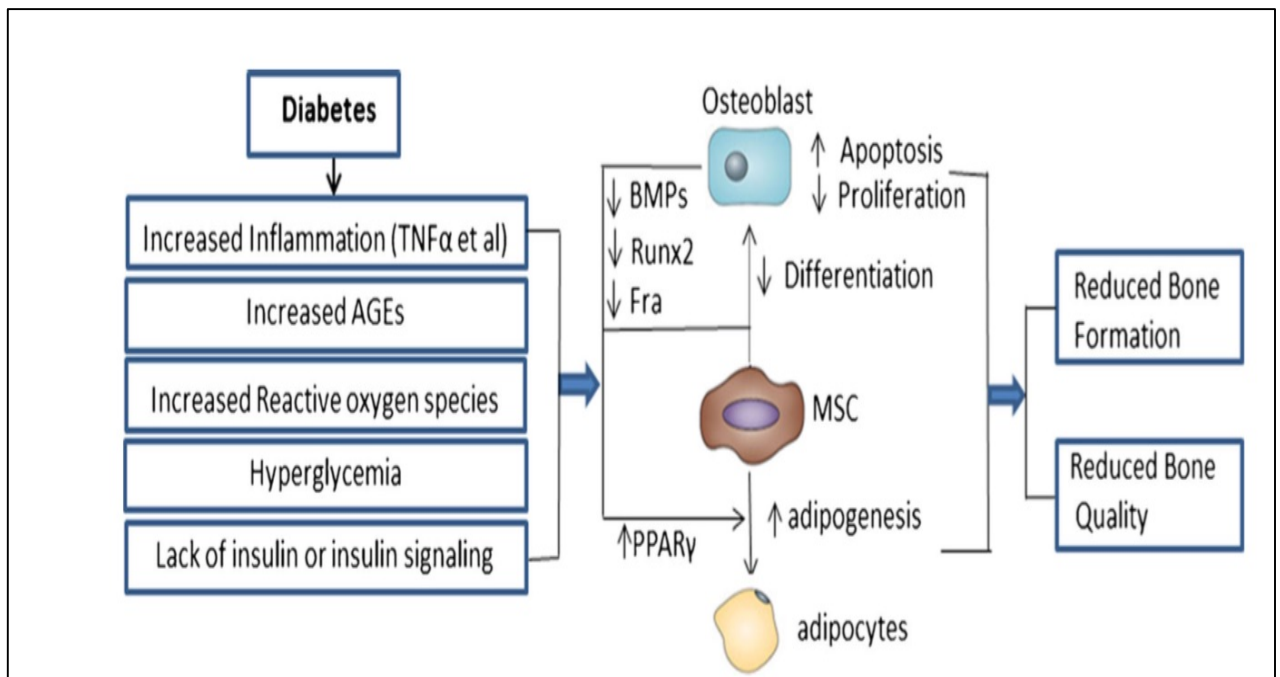 Diabetes
Increased Inflammation (TNFα et al)
Increased AGEs
Increased Reactive oxygen species
Hyperglycemia
Lack of insulin or insulin signaling
Osteoblast
↑ Apoptosis
↓ Proliferation
↓ BMPs
↓ Runx2
↓ Fra
↓ Differentiation
MSC
↑ adipogenesis
↑PPARγ
adipocytes
Reduced Bone
Formation
Reduced Bone
Quality